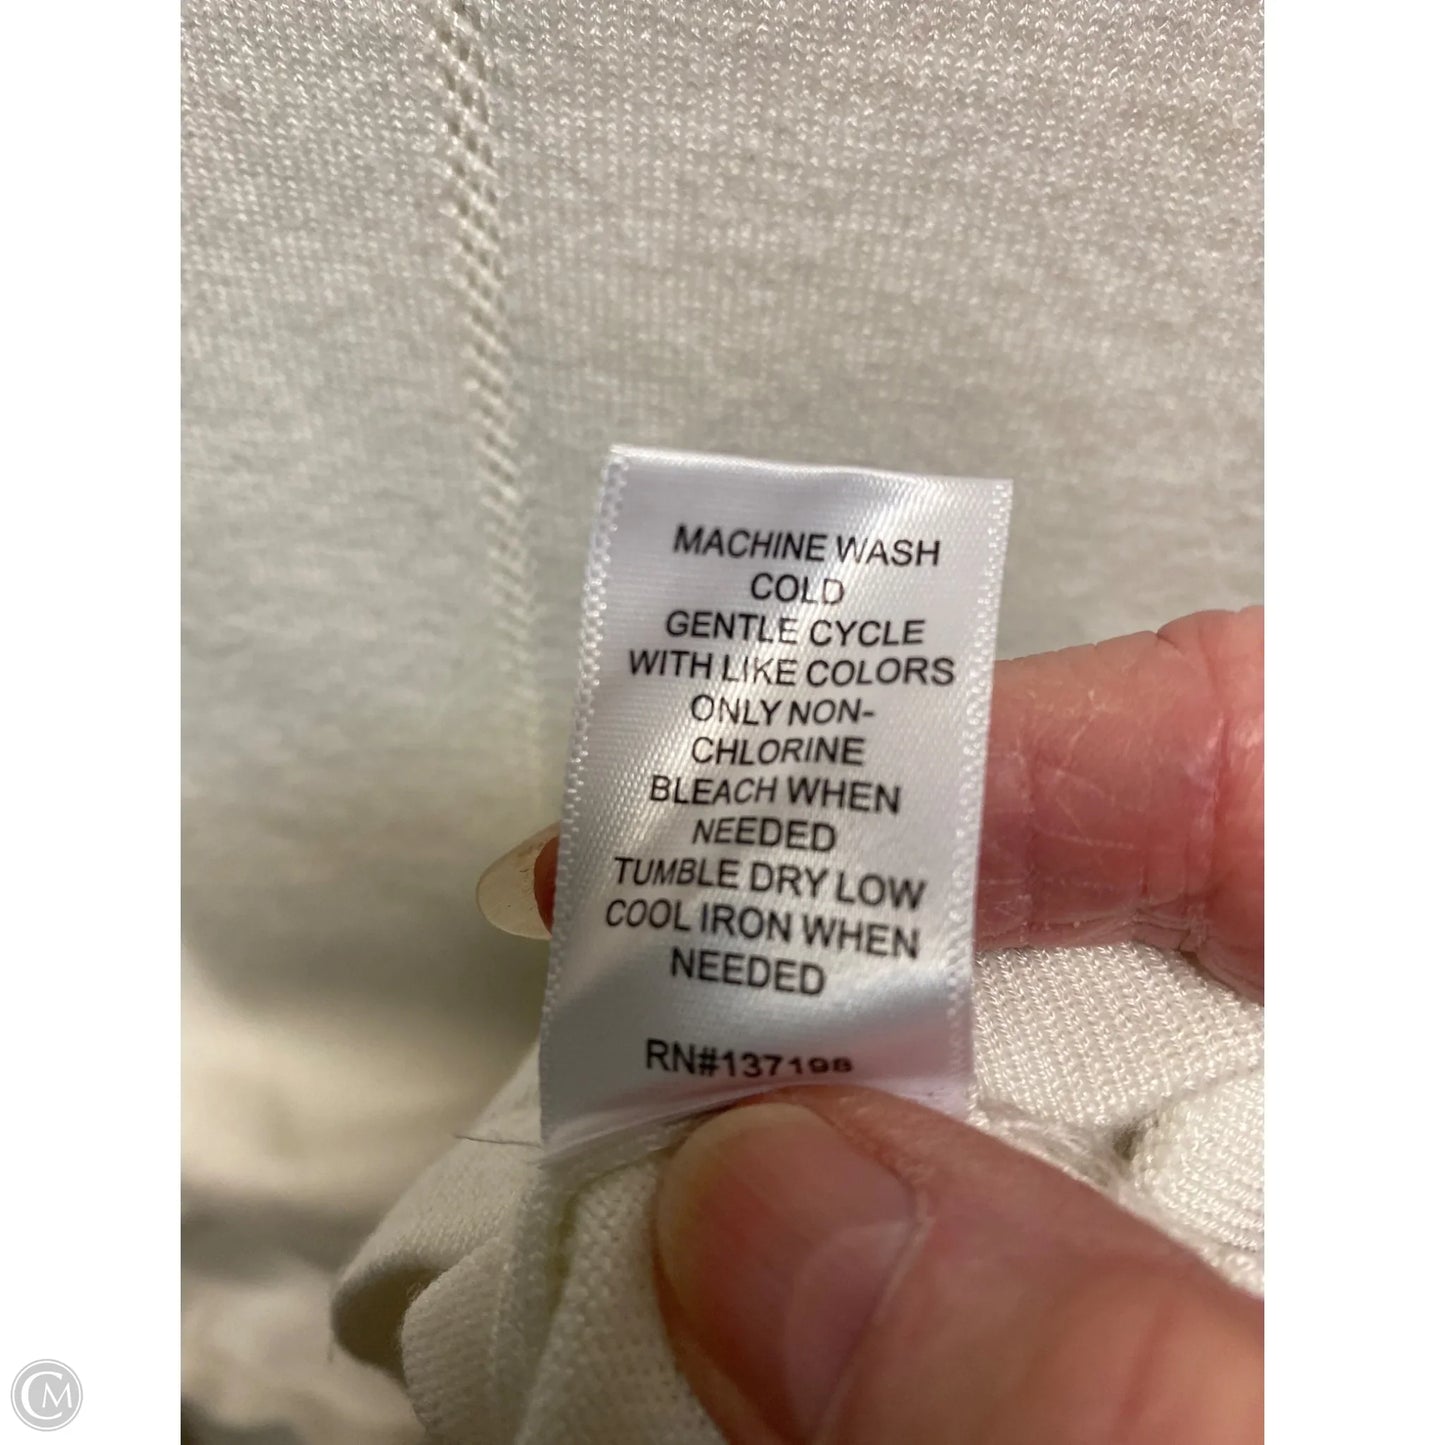 MACHINE WASH
COLD
GENTLE CYCLE
WITH LIKE COLORS
ONLY NON-
CHLORINE
BLEACH WHEN
NEEDED
TUMBLE DRY LOW
COOL IRON WHEN
NEEDED
RN#137198
CM